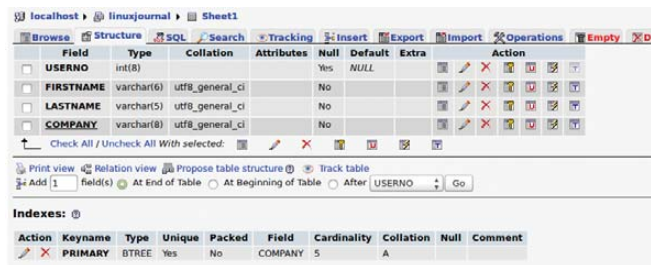 localhost ▸ linuxjournal ▸ Sheet1
Browse Structure SQL Search Tracking Insert Export Import Operations Empty D
Field Type Collation Attributes Null Default Extra Action
USERNO int(8) Yes NULL
FIRSTNAME varchar(6) utf8_general_ci No
LASTNAME varchar(5) utf8_general_ci No
COMPANY varchar(8) utf8_general_ci No
Check All / Uncheck All With selected:
Print view Relation view Propose table structure Track table
Add 1 field(s) At End of Table At Beginning of Table After USERNO Go
Indexes:
Action Keyname Type Unique Packed Field Cardinality Collation Null Comment
PRIMARY BTREE Yes No COMPANY 5 A